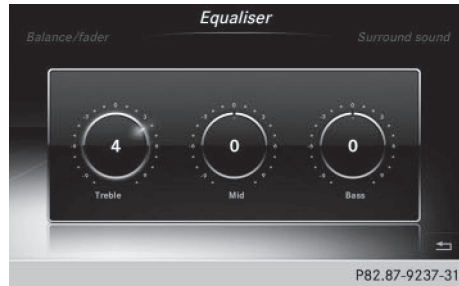 Equaliser
Balance/fader
Surround sound
4
0
0
Treble
Mid
Bass
P82.87-9237-31